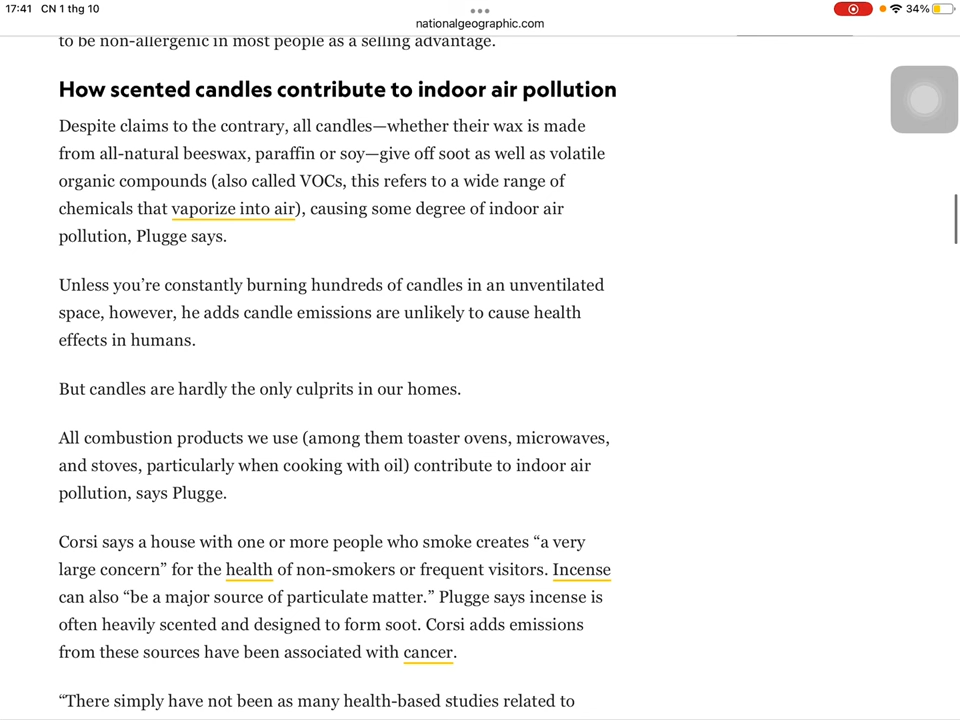 17:41 CN 1 thg 10
34%
nationalgeographic.com
to be non-allergenic in most people as a selling advantage.
How scented candles contribute to indoor air pollution
Despite claims to the contrary, all candles—whether their wax is made
from all-natural beeswax, paraffin or soy—give off soot as well as volatile
organic compounds (also called VOCs, this refers to a wide range of
chemicals that vaporize into air), causing some degree of indoor air
pollution, Plugge says.
Unless you’re constantly burning hundreds of candles in an unventilated
space, however, he adds candle emissions are unlikely to cause health
effects in humans.
But candles are hardly the only culprits in our homes.
All combustion products we use (among them toaster ovens, microwaves,
and stoves, particularly when cooking with oil) contribute to indoor air
pollution, says Plugge.
Corsi says a house with one or more people who smoke creates “a very
large concern” for the health of non-smokers or frequent visitors. Incense
can also “be a major source of particulate matter.” Plugge says incense is
often heavily scented and designed to form soot. Corsi adds emissions
from these sources have been associated with cancer.
“There simply have not been as many health-based studies related to